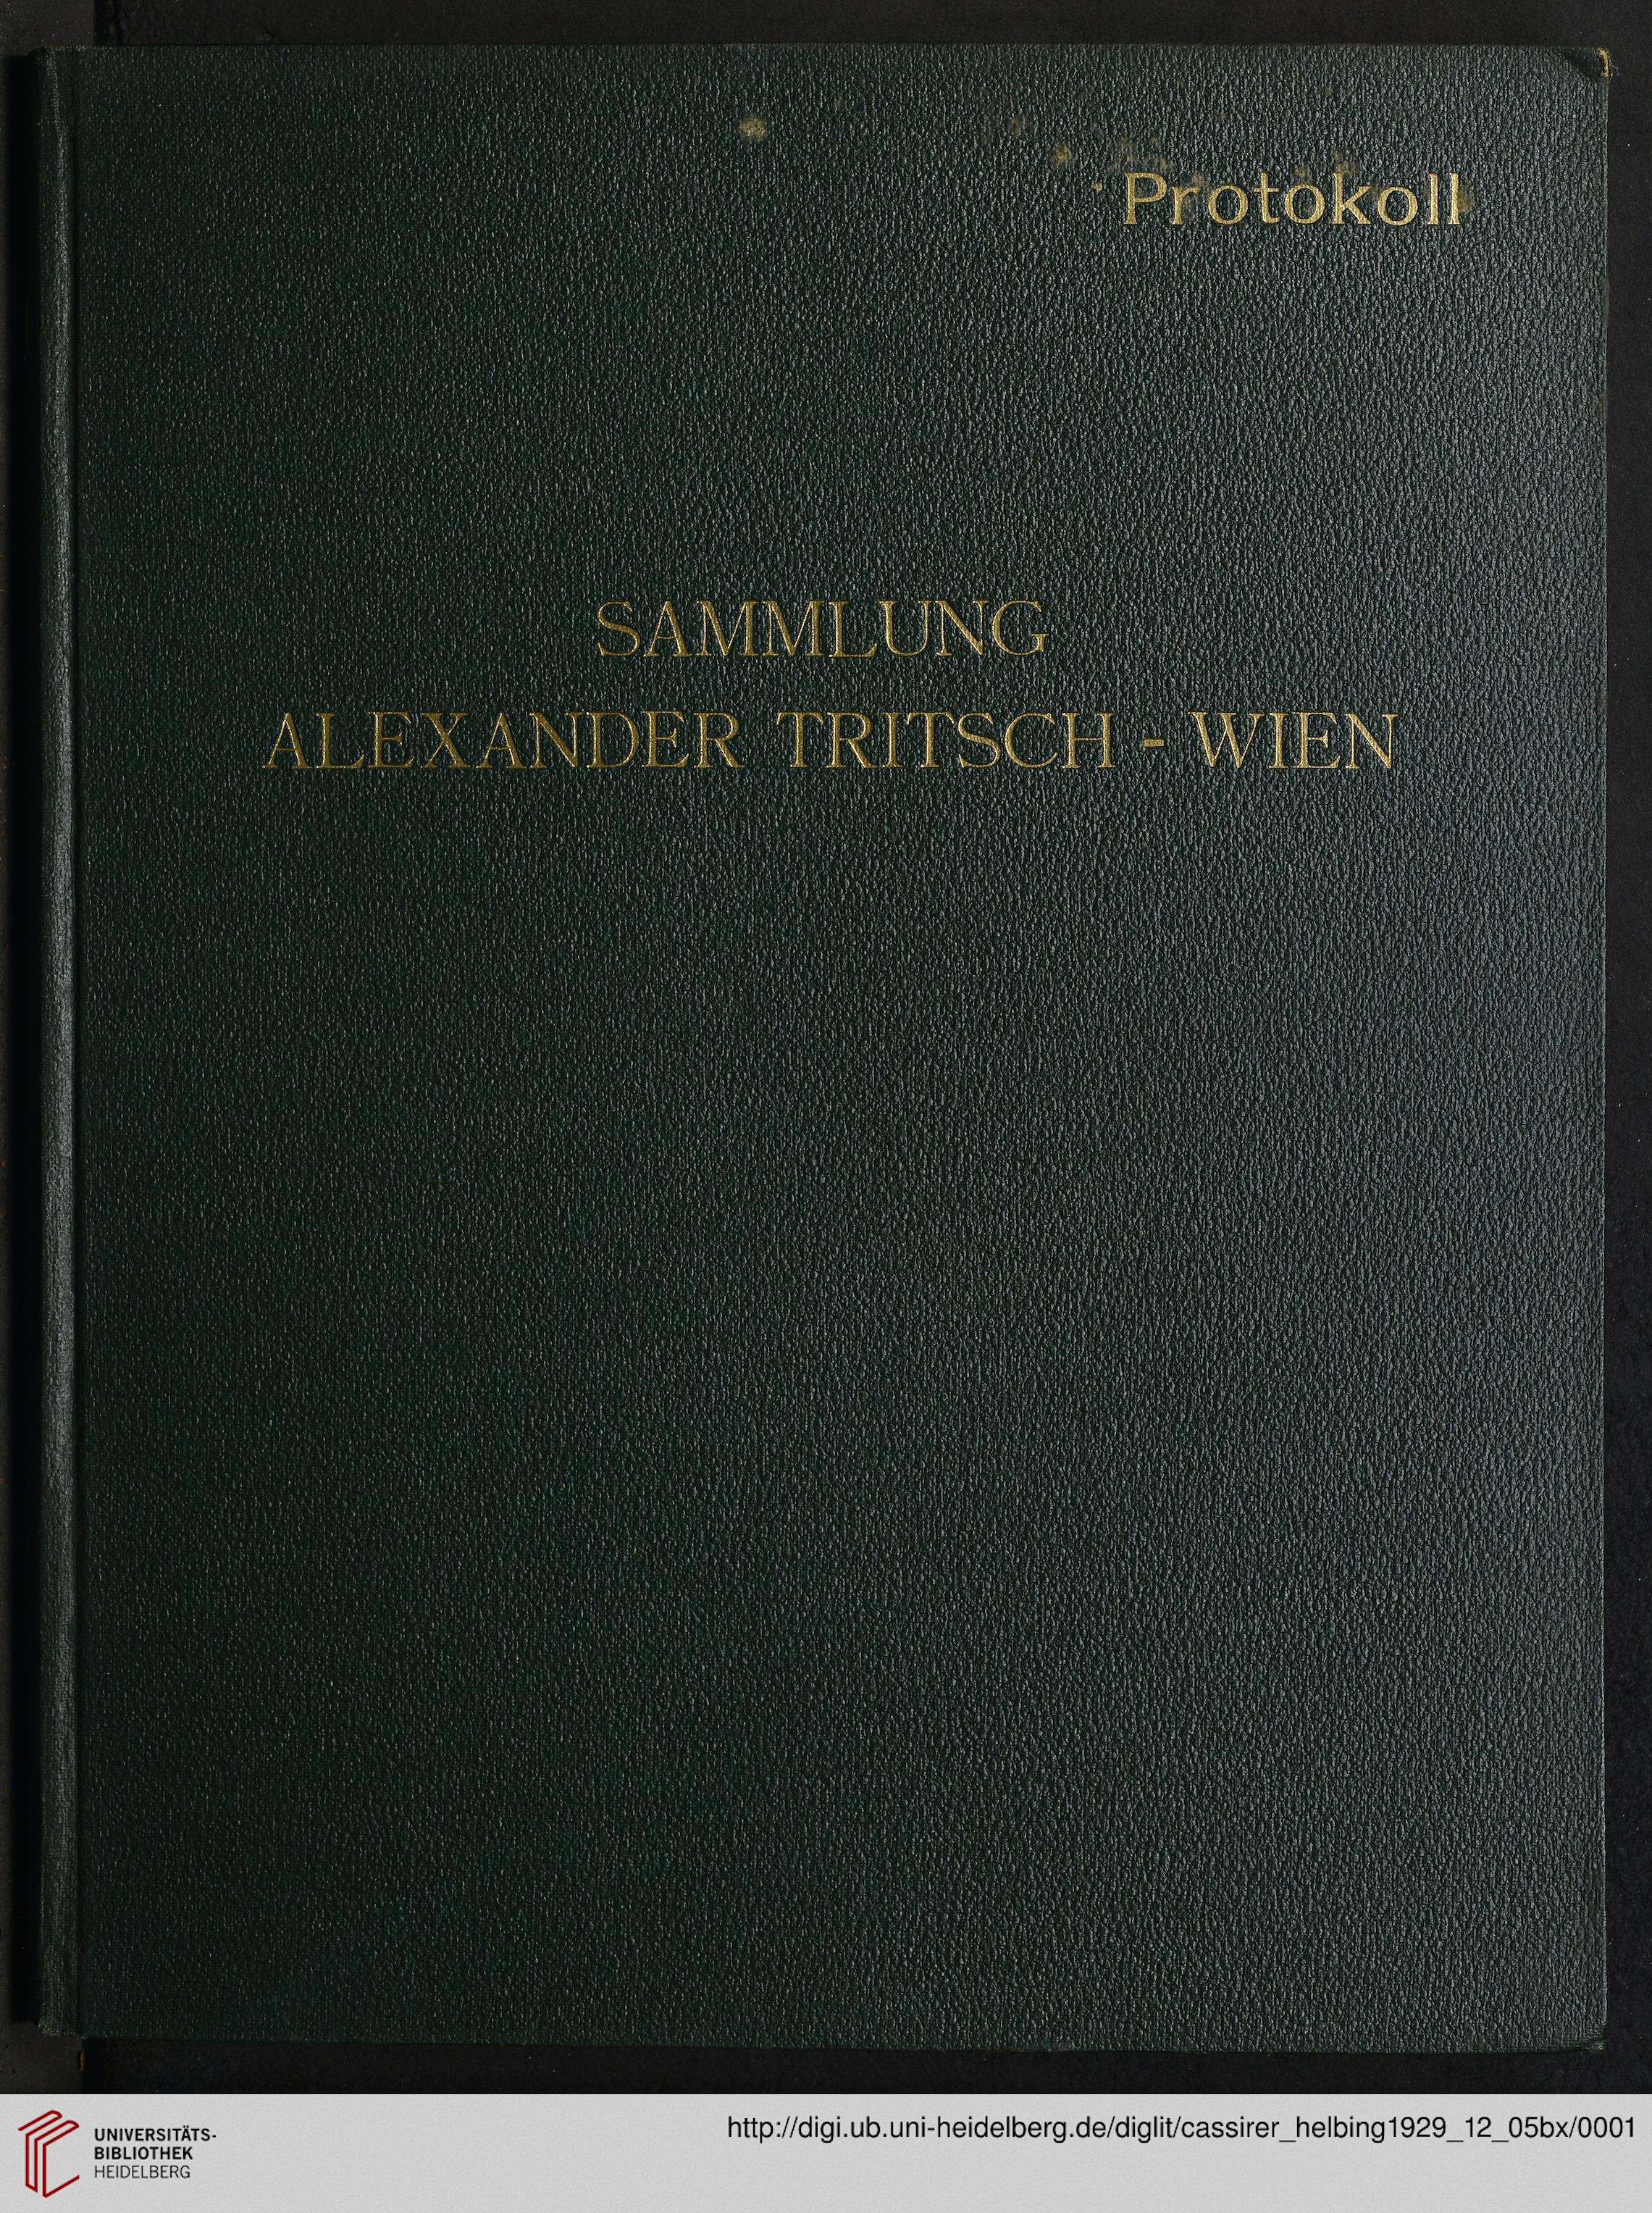 Protokoll
SAMMLUNG
ALEXANDER TRITSCH - WIEN
UNIVERSITÄTS-
BIBLIOTHEK
HEIDELBERG
http://digi.ub.uni-heidelberg.de/diglit/cassirer_helbing1929_12_05bx/0001